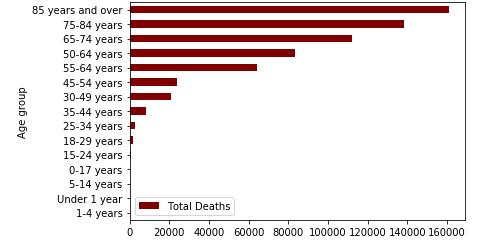 85 years and over
75-84 years
65-74 years
50-64 years
55-64 years
45-54 years
30-49 years
35-44 years
25-34 years
18-29 years
15-24 years
0-17 years
5-14 years
Under 1 year
1-4 years
Age group
Total Deaths
0 20000 40000 60000 80000 100000 120000 140000 160000